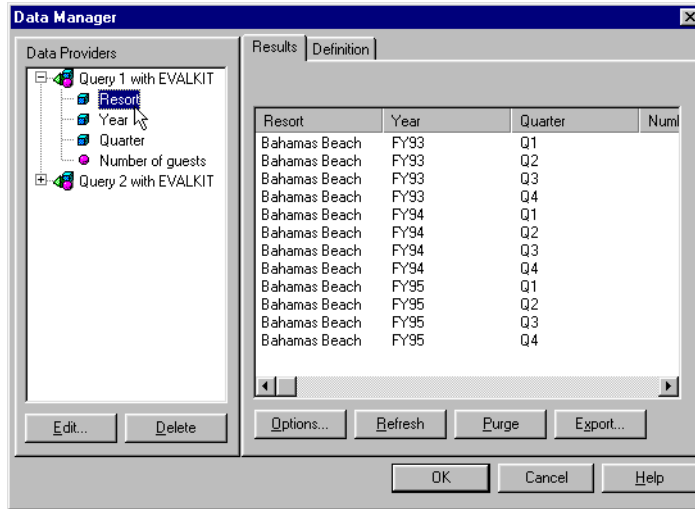 Data Manager
Data Providers
Query 1 with EVALKIT
Resort
Year
Quarter
Number of guests
Query 2 with EVALKIT
Edit...
Delete
Results
Definition
Resort Year Quarter
Bahamas Beach FY93 Q1
Bahamas Beach FY93 Q2
Bahamas Beach FY93 Q3
Bahamas Beach FY93 Q4
Bahamas Beach FY94 Q1
Bahamas Beach FY94 Q2
Bahamas Beach FY94 Q3
Bahamas Beach FY94 Q4
Bahamas Beach FY95 Q1
Bahamas Beach FY95 Q2
Bahamas Beach FY95 Q3
Bahamas Beach FY95 Q4
Options...
Refresh
Purge
Export...
OK
Cancel
Help